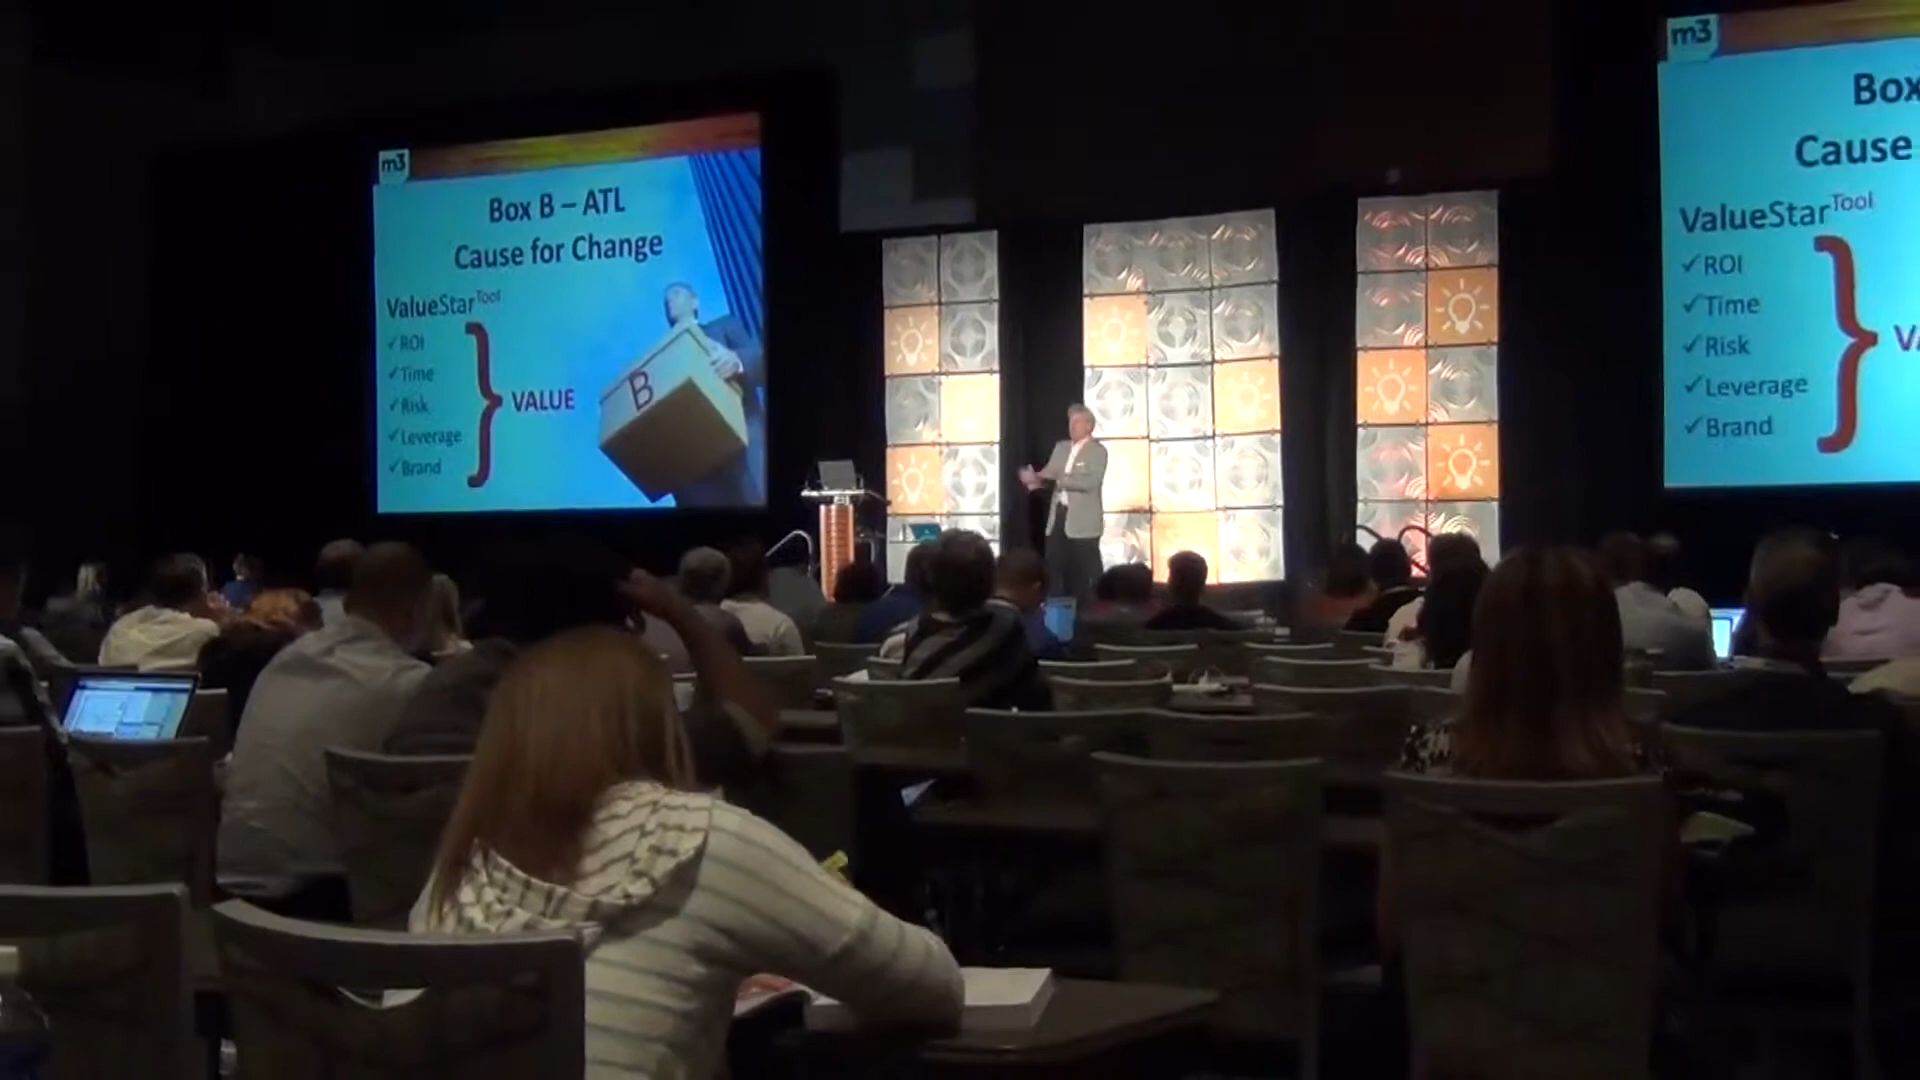 m3
Box B – ATL
Cause for Change
ValueStar Tool
✓ROI
✓Time
✓Risk
✓Leverage
✓Brand
VALUE
B
m3
Box
Cause
ValueStar Tool
✓ROI
✓Time
✓Risk
✓Leverage
✓Brand